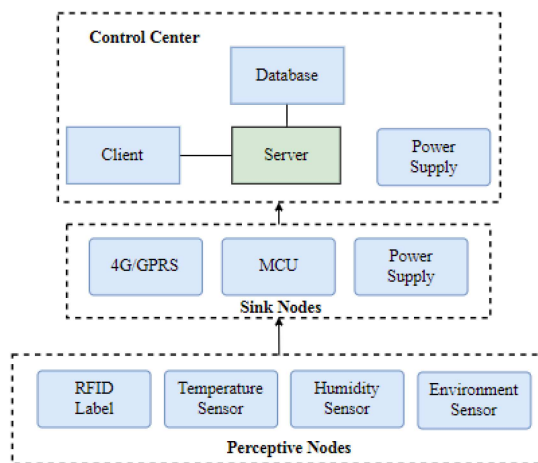 Control Center
Database
Client
Server
Power
Supply
4G/GPRS
MCU
Power
Supply
Sink Nodes
RFID
Label
Temperature
Sensor
Humidity
Sensor
Environment
Sensor
Perceptive Nodes